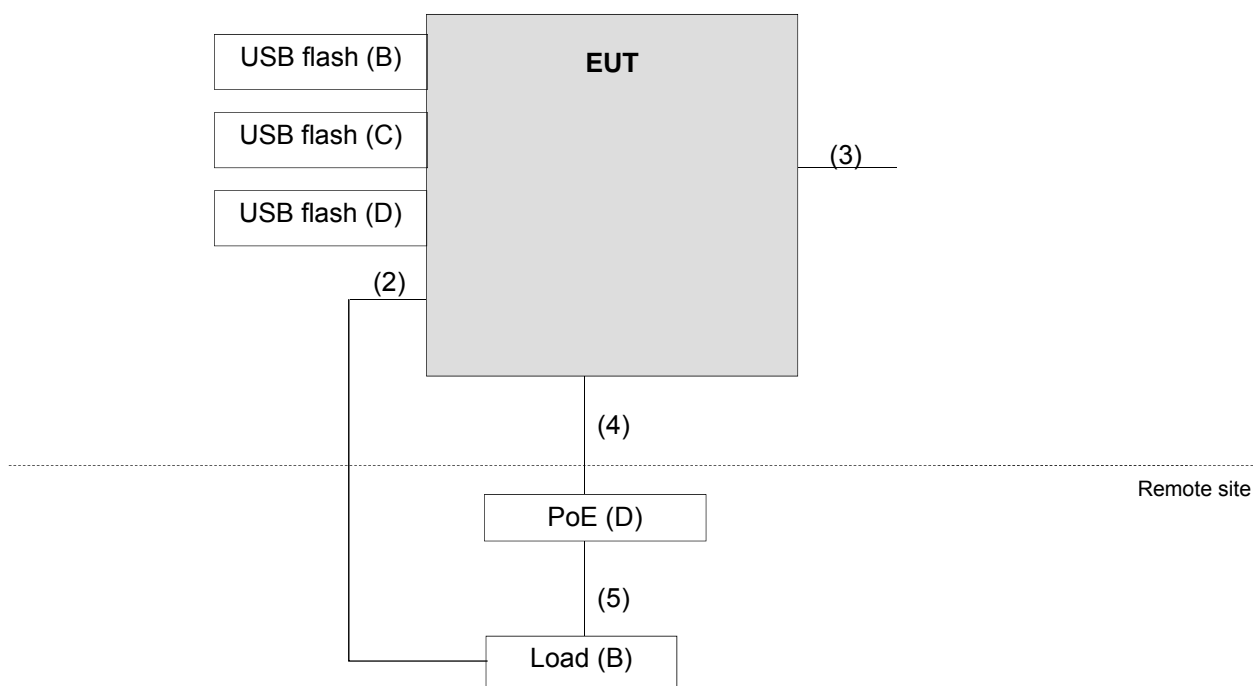 USB flash (B)
EUT
USB flash (C)
(3)
USB flash (D)
(2)
(4)
Remote site
PoE (D)
(5)
Load (B)